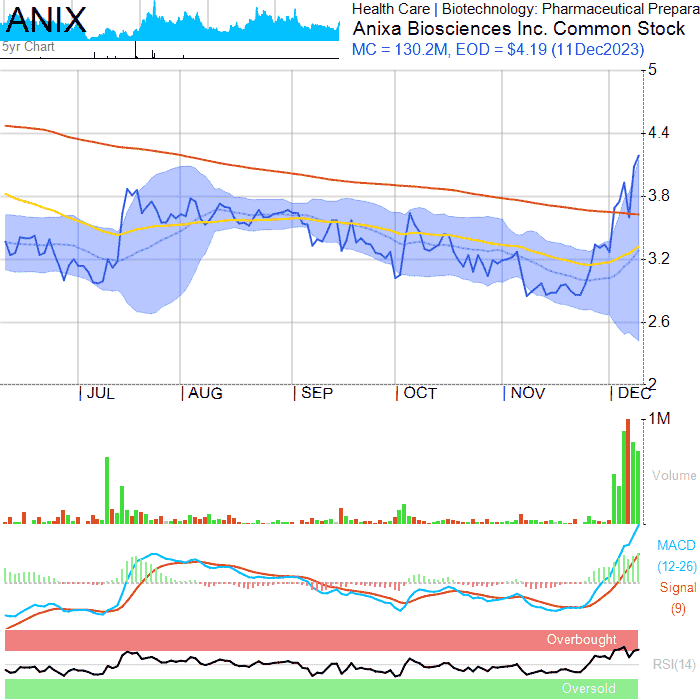 ANIX
5yr Chart
Health Care | Biotechnology: Pharmaceutical Prepara
Anixa Biosciences Inc. Common Stock
MC = 130.2M, EOD = $4.19 (11Dec2023)
5
4.4
3.8
3.2
2.6
2
JUL
AUG
SEP
OCT
NOV
DEC
1M
Volume
MACD
(12-26)
Signal
(9)
Overbought
RSI(14)
Oversold